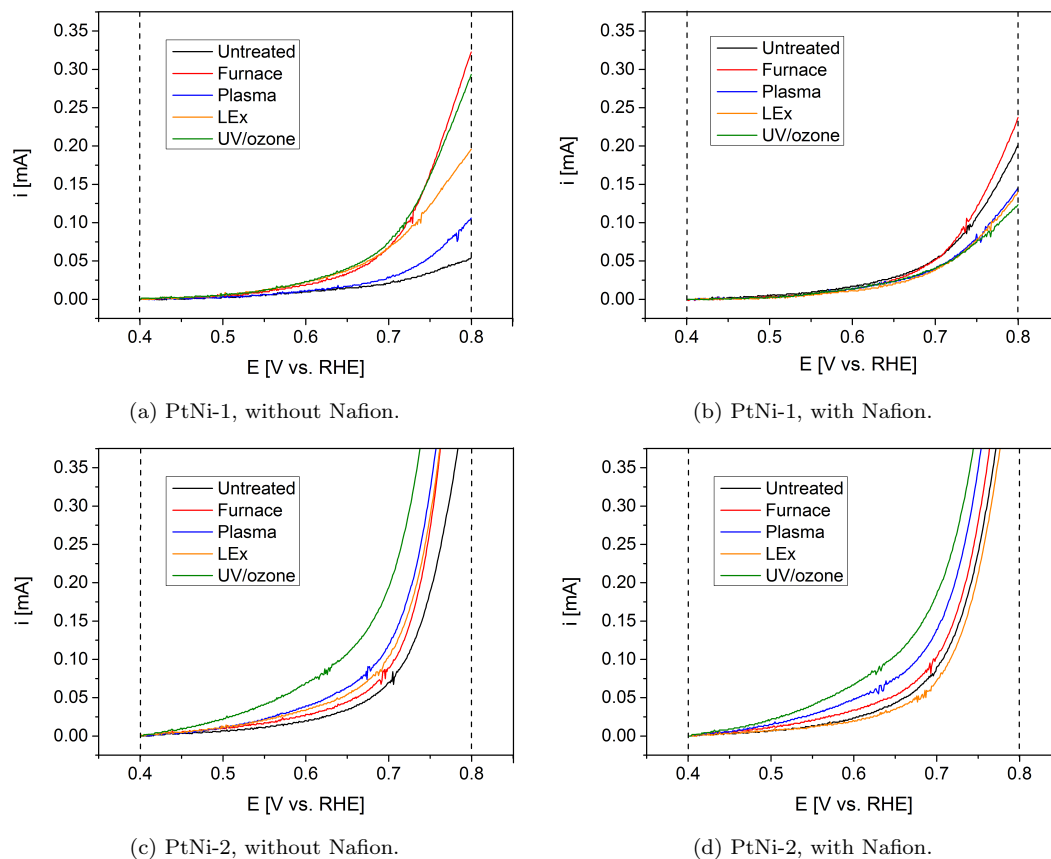 0.35
0.30
0.25
0.20
0.15
0.10
0.05
0.00
i [mA]
Untreated
Furnace
Plasma
LEx
UV/ozone
0.4 0.5 0.6 0.7 0.8
E [V vs. RHE]
(a) PtNi-1, without Nafion.
0.35
0.30
0.25
0.20
0.15
0.10
0.05
0.00
i [mA]
Untreated
Furnace
Plasma
LEx
UV/ozone
0.4 0.5 0.6 0.7 0.8
E [V vs. RHE]
(b) PtNi-1, with Nafion.
0.35
0.30
0.25
0.20
0.15
0.10
0.05
0.00
i [mA]
Untreated
Furnace
Plasma
LEx
UV/ozone
0.4 0.5 0.6 0.7 0.8
E [V vs. RHE]
(c) PtNi-2, without Nafion.
0.35
0.30
0.25
0.20
0.15
0.10
0.05
0.00
i [mA]
Untreated
Furnace
Plasma
LEx
UV/ozone
0.4 0.5 0.6 0.7 0.8
E [V vs. RHE]
(d) PtNi-2, with Nafion.